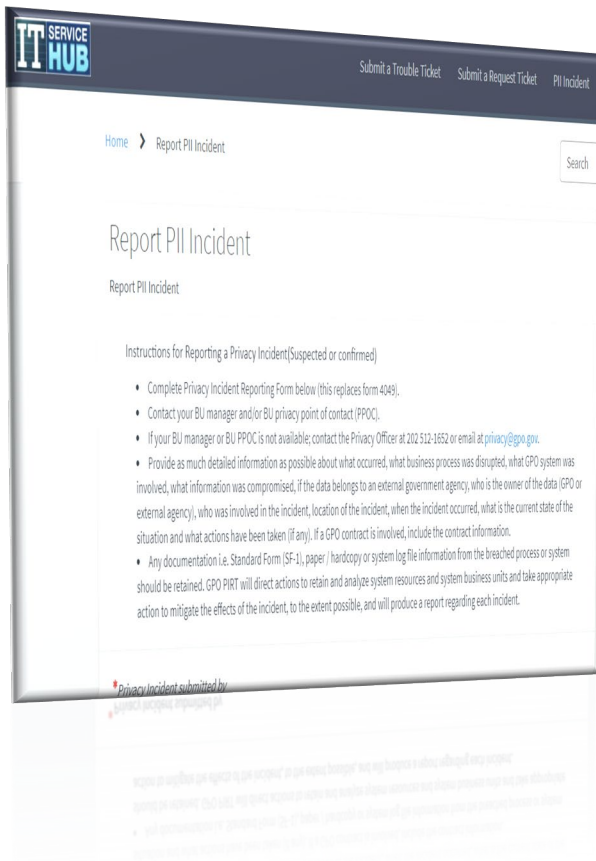 IT SERVICE HUB
Submit a Trouble Ticket Submit a Request Ticket PII Incident
Home ❯ Report PII Incident
Search
Report PII Incident
Report PII Incident
Instructions for Reporting a Privacy Incident(Suspected or confirmed)
• Complete Privacy Incident Reporting Form below (this replaces form 4049).
• Contact your BU manager and/or BU privacy point of contact (PPOC).
• If your BU manager or BU PPOC is not available; contact the Privacy Officer at 202 512-1652 or email at privacy@gpo.gov.
• Provide as much detailed information as possible about what occurred, what business process was disrupted, what GPO system was
involved, what information was compromised, if the data belongs to an external government agency, who is the owner of the data (GPO or
external agency), who was involved in the incident, location of the incident, when the incident occurred, what is the current state of the
situation and what actions have been taken (if any). If a GPO contract is involved, include the contract information.
• Any documentation i.e. Standard Form (SF-1), paper / hardcopy or system log file information from the breached process or system
should be retained. GPO PIRT will direct actions to retain and analyze system resources and system business units and take appropriate
action to mitigate the effects of the incident, to the extent possible, and will produce a report regarding each incident.
*Privacy Incident submitted by